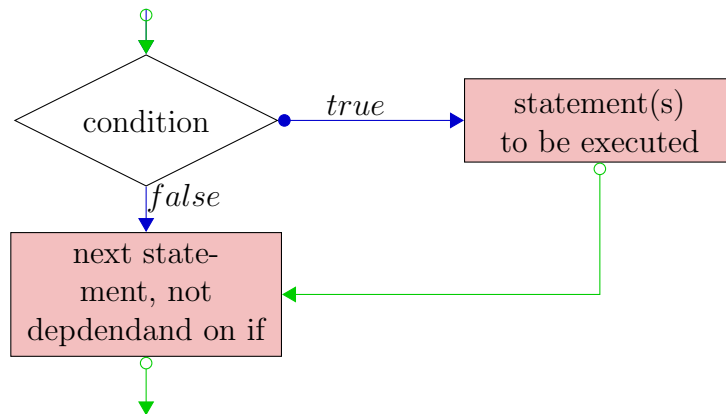 condition
true
statement(s)
to be executed
false
next state-
ment, not
depdendand on if